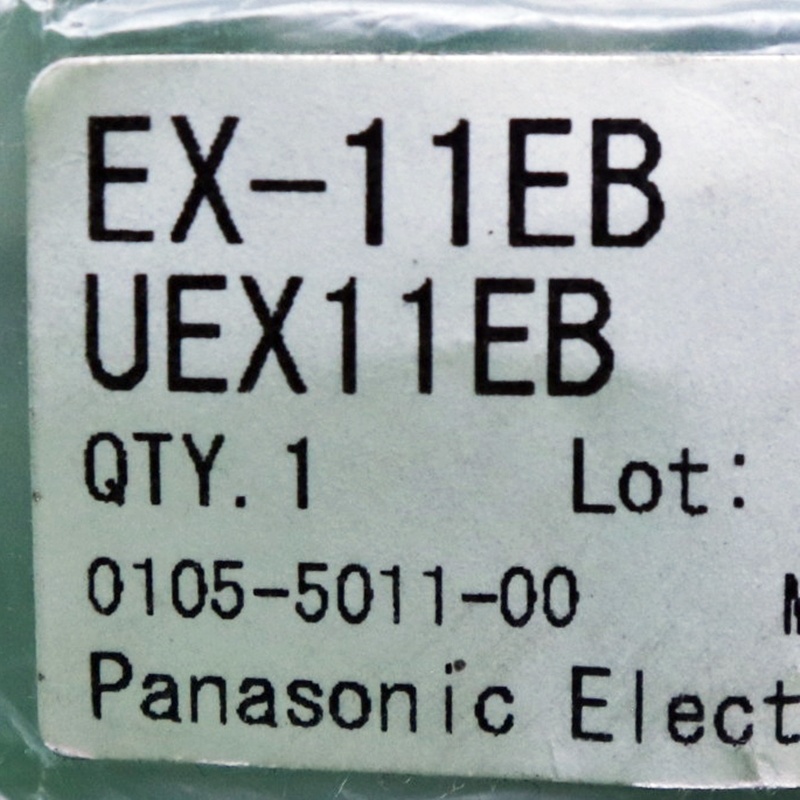 EX-11EB
UEX11EB
QTY. 1 Lot:
0105-5011-00
Panasonic Elect